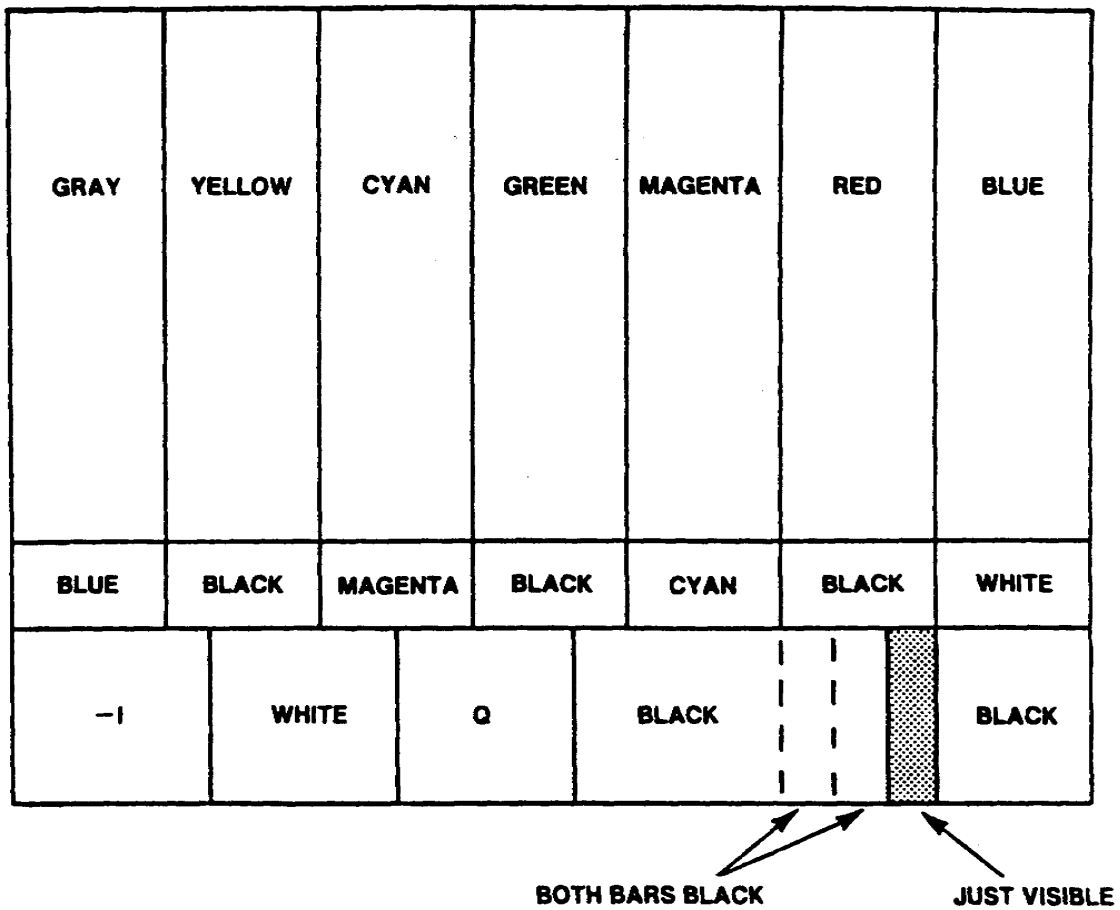 GRAY YELLOW CYAN GREEN MAGENTA RED BLUE
BLUE BLACK MAGENTA BLACK CYAN BLACK WHITE
−I WHITE Q BLACK BLACK
BOTH BARS BLACK JUST VISIBLE